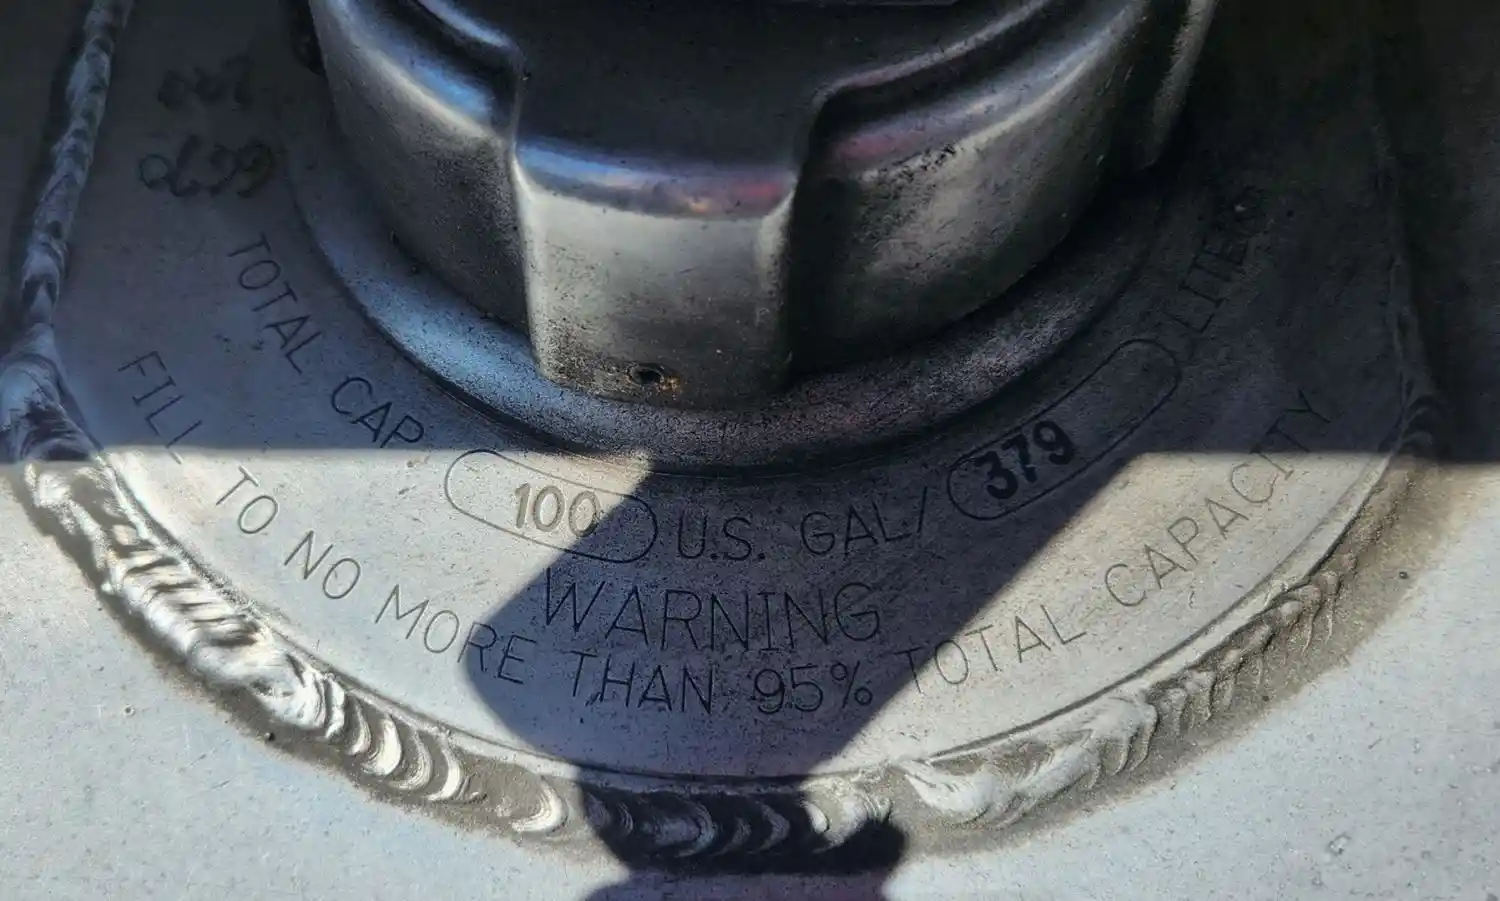 TOTAL CAP 100 U.S. GAL/ 379 LITERS
WARNING
FILL TO NO MORE THAN 95% TOTAL CAPACITY